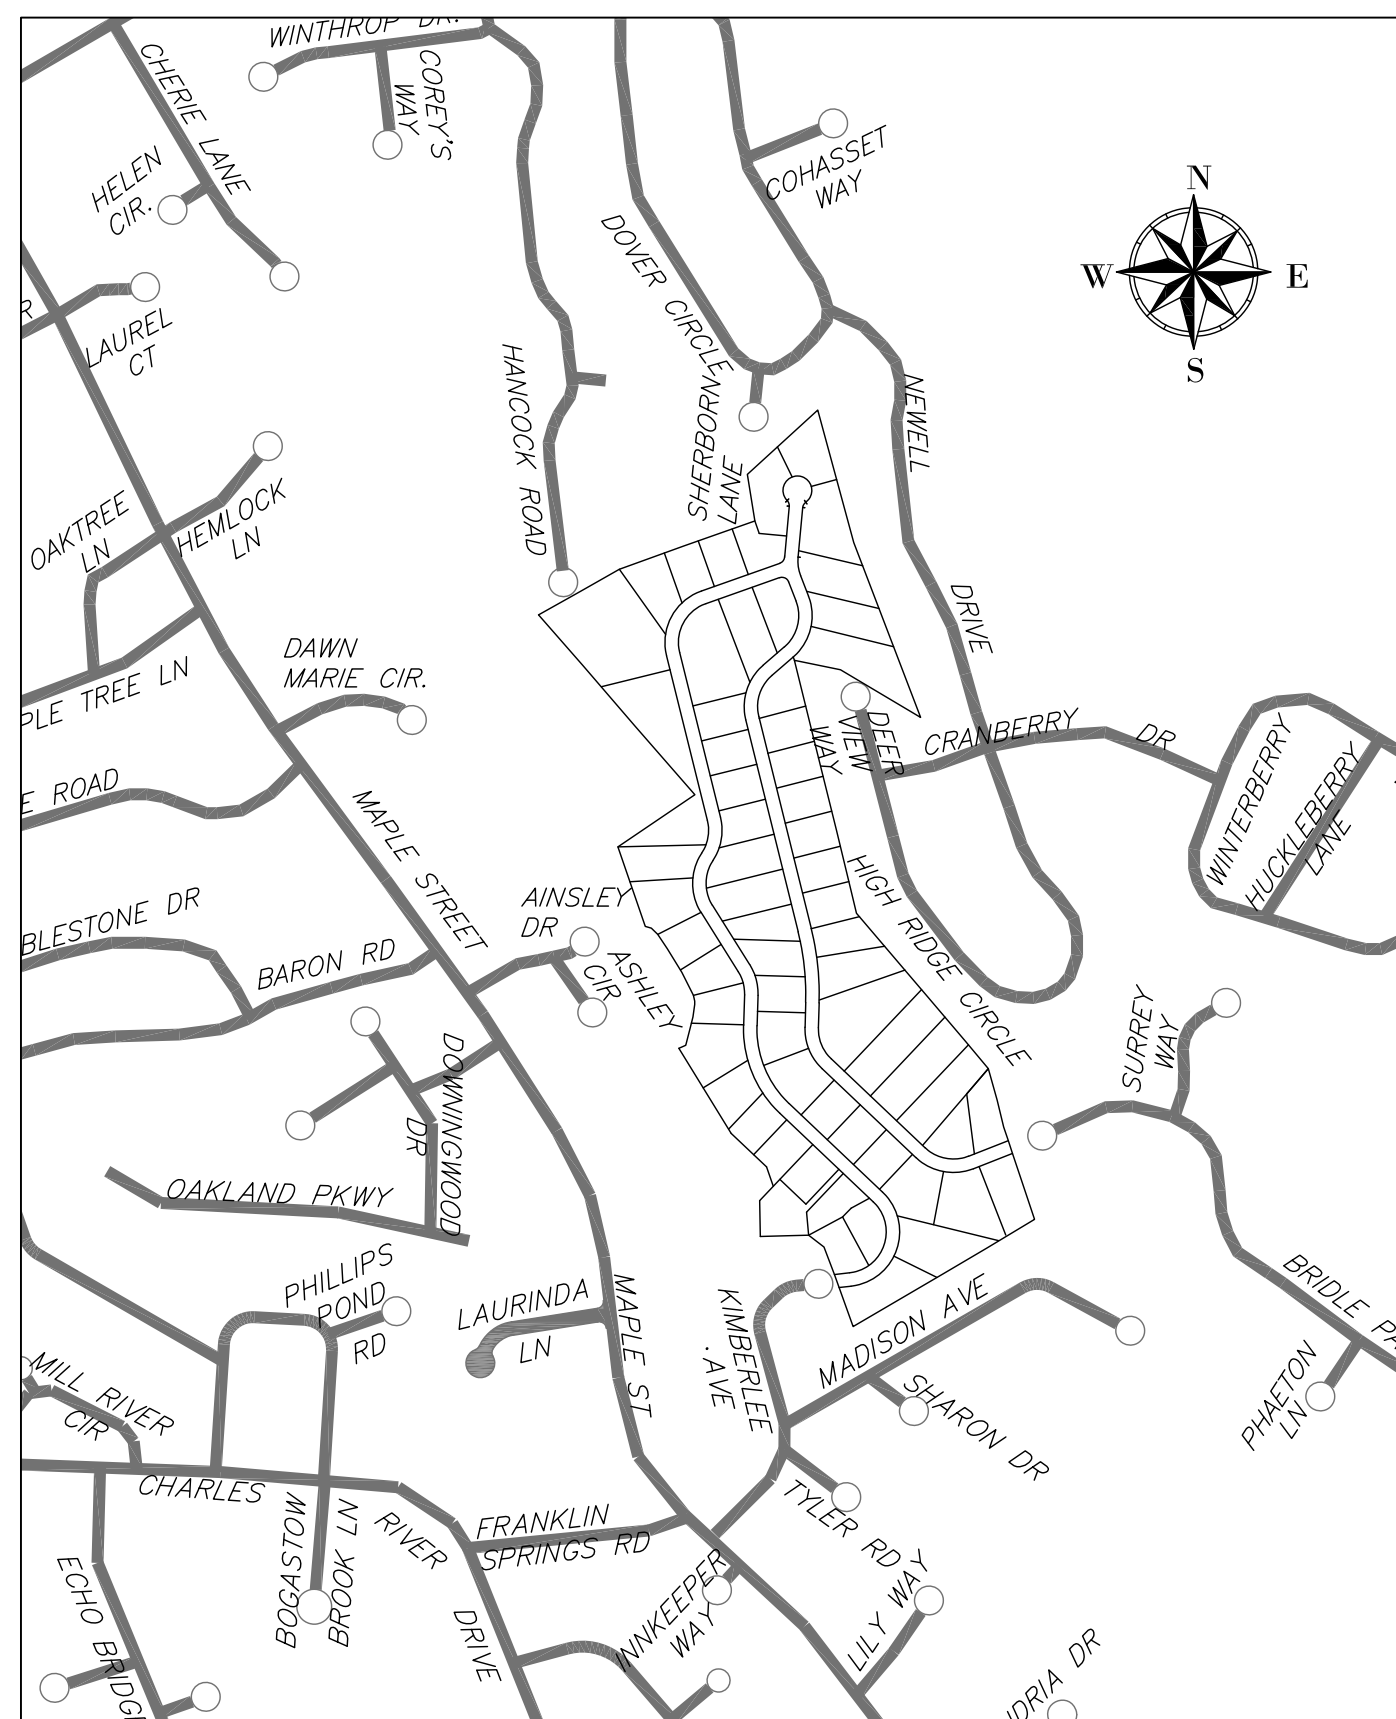 WINTHROP DR.
CHERIE LANE
COREY'S
WAY
HELEN
CIR.
COHASSET
WAY
N
W
E
S
DOVER CIRCLE
LAUREL
CT
HANCOCK ROAD
SHERBORN
LANE
NEWELL
DRIVE
OAKTREE
LN
HEMLOCK
LN
DAWN
MARIE CIR.
PLE TREE LN
DEER
VIEW
WAY
CRANBERRY DR
WINTERBERRY
HUCKLEBERRY
LANE
E ROAD
MAPLE STREET
AINSLEY
DR
ASHLEY
CIR
HIGH RIDGE CIRCLE
BLESTONE DR
BARON RD
DOWNINGWOOD
DR
SURREY
WAY
OAKLAND PKWY
PHILLIPS
POND
RD
LAURINDA
LN
MAPLE ST
KIMBERLEE
AVE
MADISON AVE
BRIDLE PA
SHARON DR
PHAETON
LN
MILL RIVER
CIR
CHARLES
RIVER
DRIVE
BOGASTOW
BROOK LN
FRANKLIN
SPRINGS RD
TYLER RD
INNKEEPER
WAY
LILY WAY
ECHO BRIDGE
DRIA DR